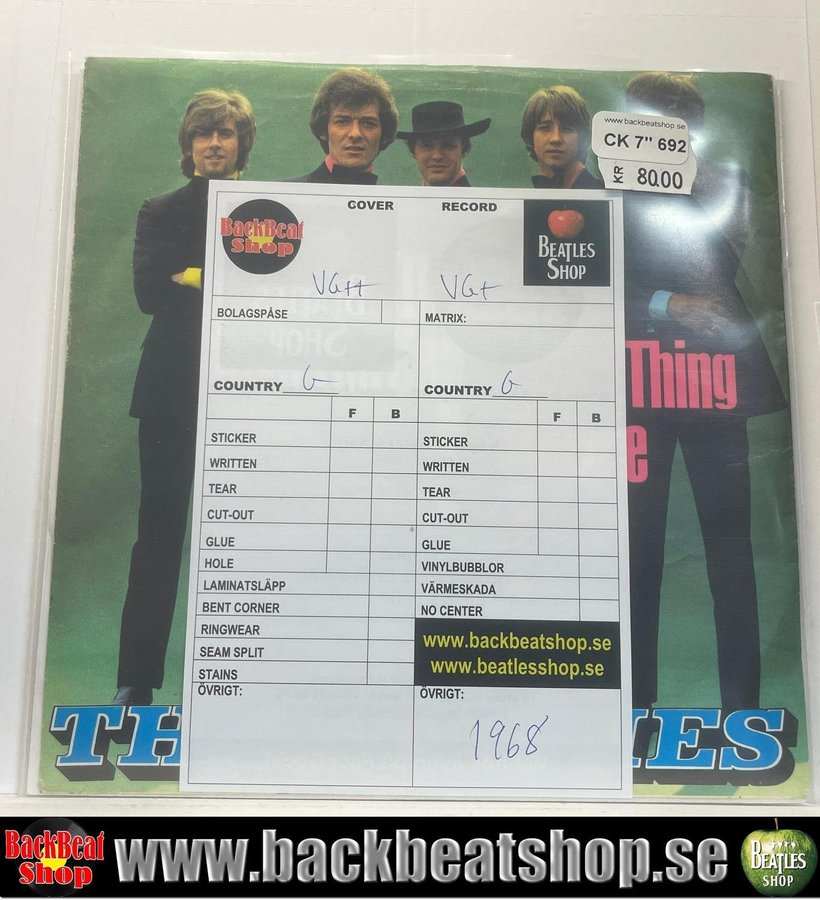 www.backbeatshop.se
CK 7" 692
KR 80.00
COVER RECORD
BackBeat
Shop
BEATLES
SHOP
VG++ VG+
BOLAGSPÅSE MATRIX:
COUNTRY G COUNTRY G
F B F B
STICKER STICKER
WRITTEN WRITTEN
TEAR TEAR
CUT-OUT CUT-OUT
GLUE GLUE
HOLE VINYLBUBBLOR
LAMINATSLÄPP VÄRMESKADA
BENT CORNER NO CENTER
RINGWEAR
SEAM SPLIT
STAINS
www.backbeatshop.se
www.beatlesshop.se
ÖVRIGT: ÖVRIGT:
1968
Thing
e
TH IES
BackBeat
Shop
www.backbeatshop.se
BEATLES
SHOP